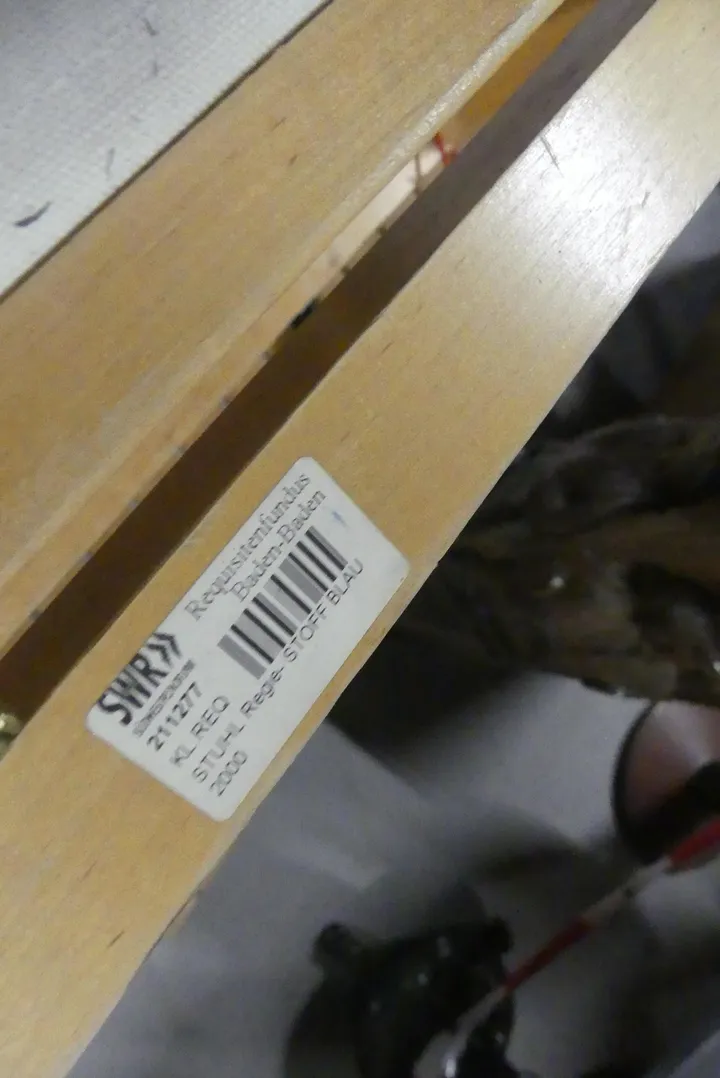 SWR»
Requisitenfundus
Baden-Baden
211277
KL.REQ
STUHL Regie- STOFF BLAU
2000